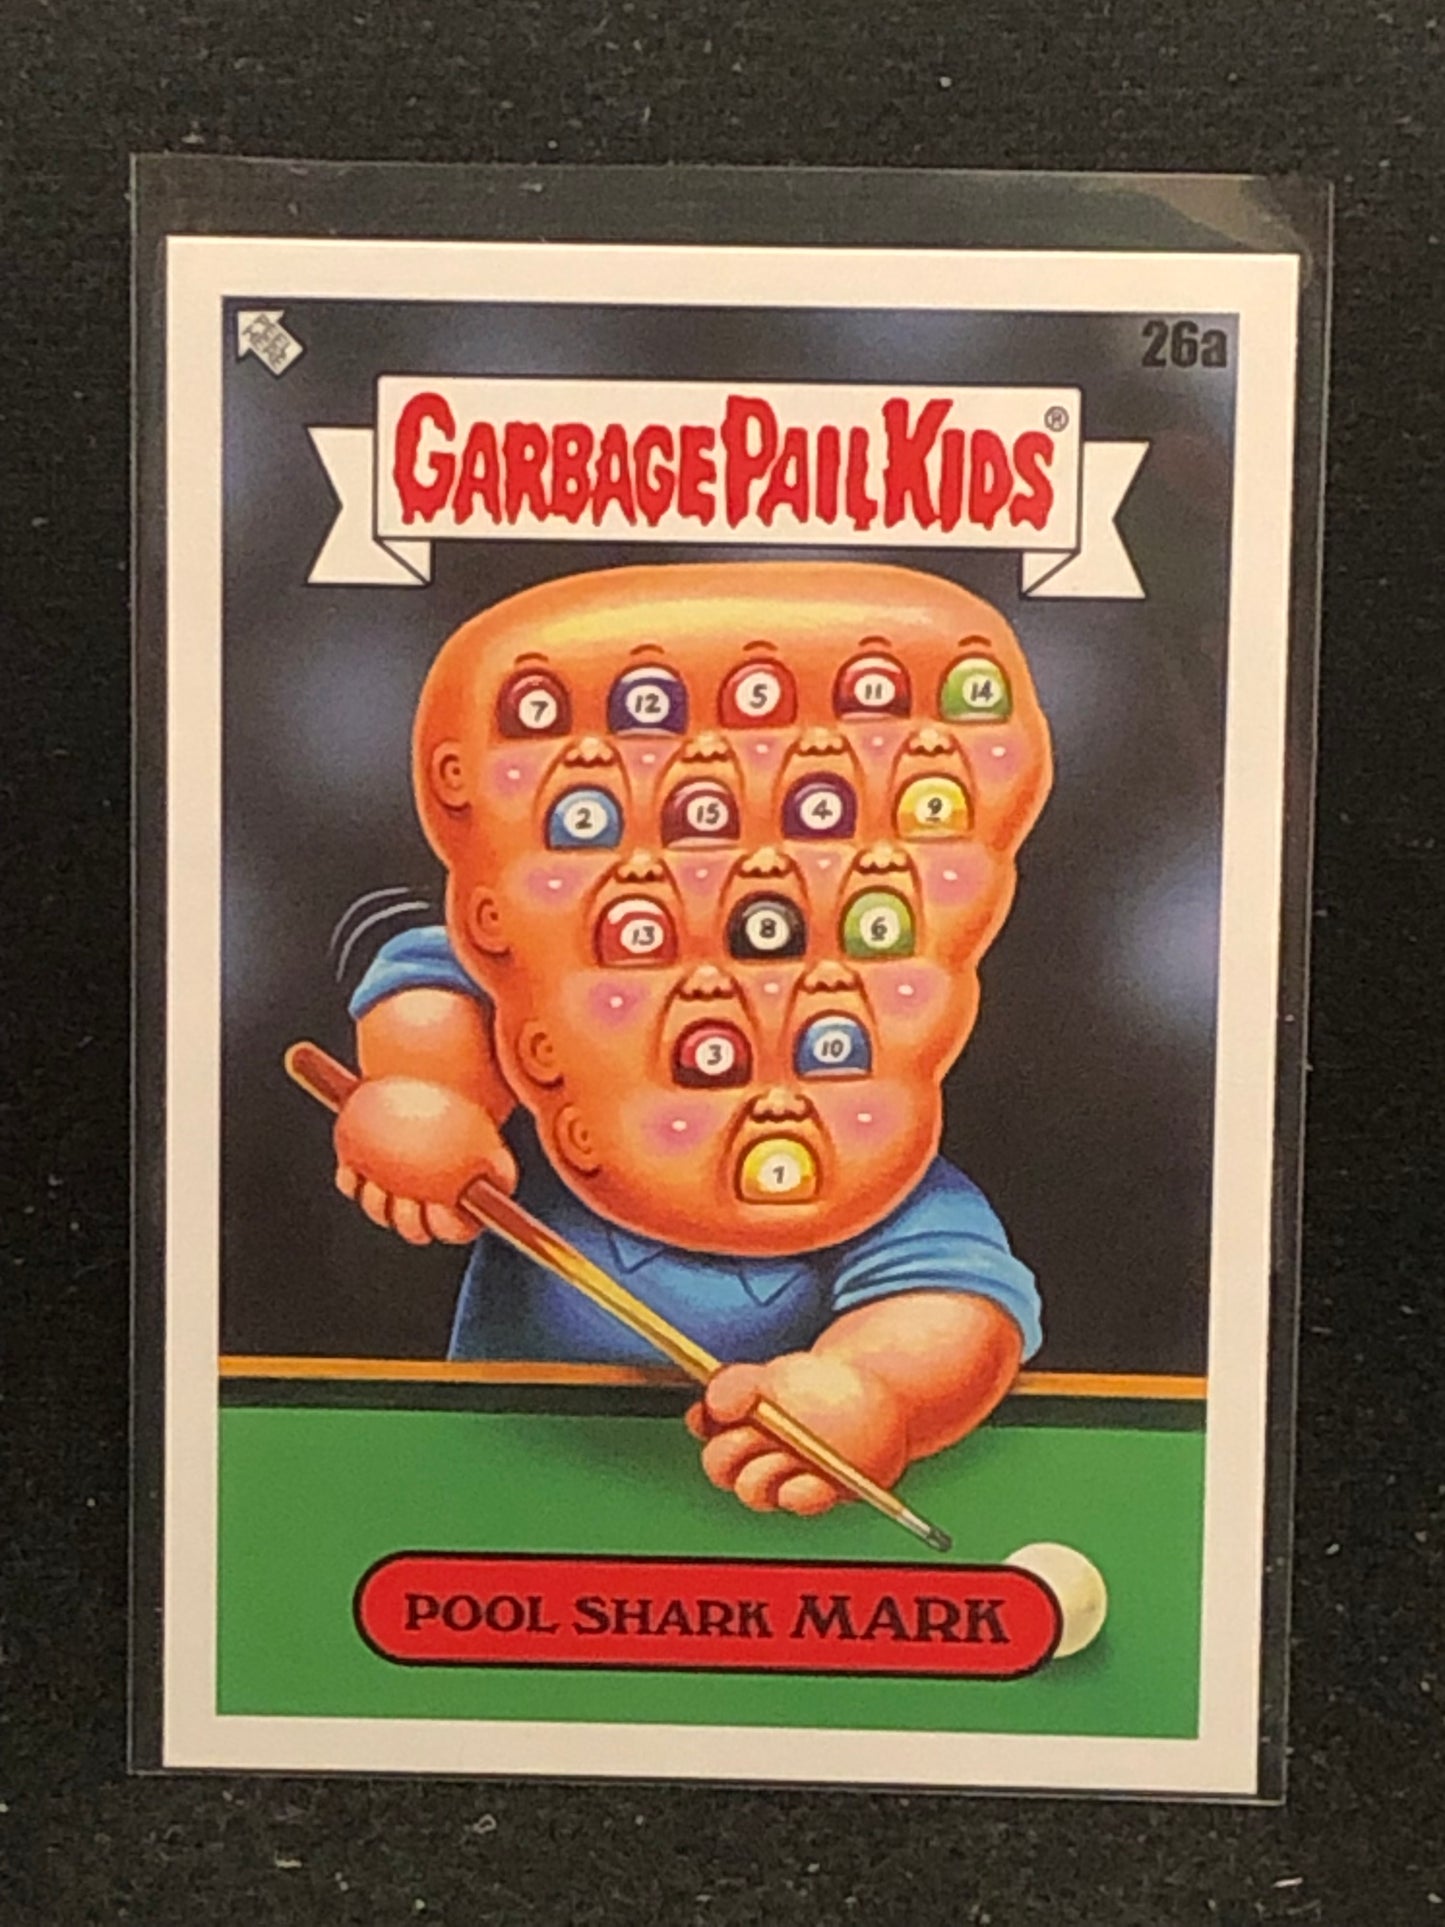 26a
GARBAGE PAIL KIDS®
7 12 5 11 14
2 15 4 9
13 8 6
3 10
1
POOL SHARK MARK